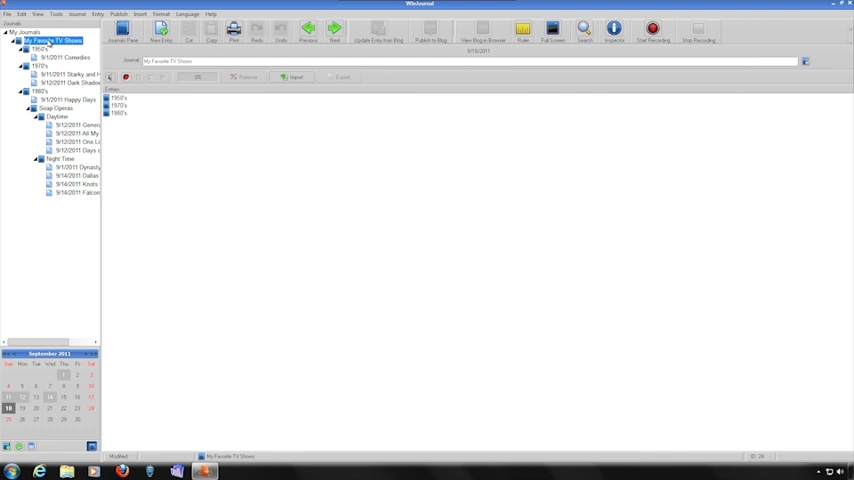 WinJournal
File Edit View Tools Journal Entry Publish Insert Format Language Help
Journals
Journals Pane New Entry Cut Copy Print Redo Undo Previous Next Update Entry from Blog Publish to Blog View Blog in Browser Ruler Full Screen Search Inspector Start Recording Stop Recording
9/18/2011
Journal: My Favorite TV Shows
Remove Import Export
Entries
1950's
1970's
1980's
My Journals
My Favorite TV Shows
1950's
9/1/2011 Comedies
1970's
9/11/2011 Starky and H
9/12/2011 Dark Shadow
1980's
9/1/2011 Happy Days
Soap Operas
Daytime
9/12/2011 Gener
9/12/2011 All My
9/12/2011 One L
9/12/2011 Days o
Night Time
9/1/2011 Dynasty
9/14/2011 Dallas
9/14/2011 Knots
9/14/2011 Falcon
September 2011
Sun Mon Tue Wed Thu Fri Sat
1 2 3
4 5 6 7 8 9 10
11 12 13 14 15 16 17
18 19 20 21 22 23 24
25 26 27 28 29 30
Modified My Favorite TV Shows ID: 24